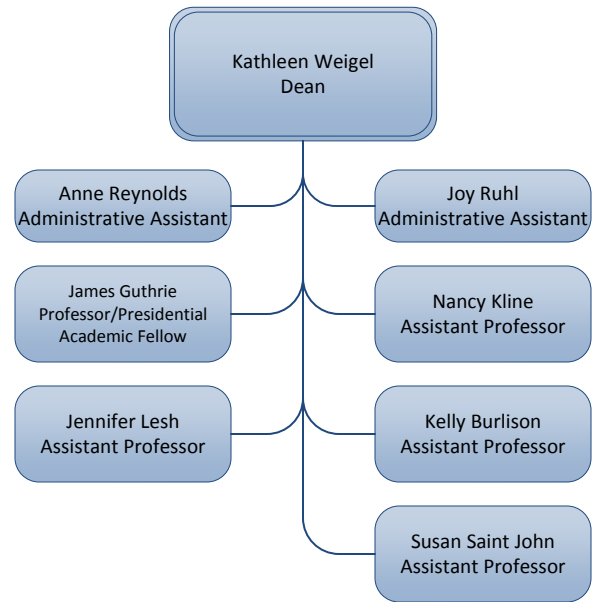 Kathleen Weigel
Dean
Anne Reynolds
Administrative Assistant
Joy Ruhl
Administrative Assistant
James Guthrie
Professor/Presidential
Academic Fellow
Nancy Kline
Assistant Professor
Jennifer Lesh
Assistant Professor
Kelly Burlison
Assistant Professor
Susan Saint John
Assistant Professor